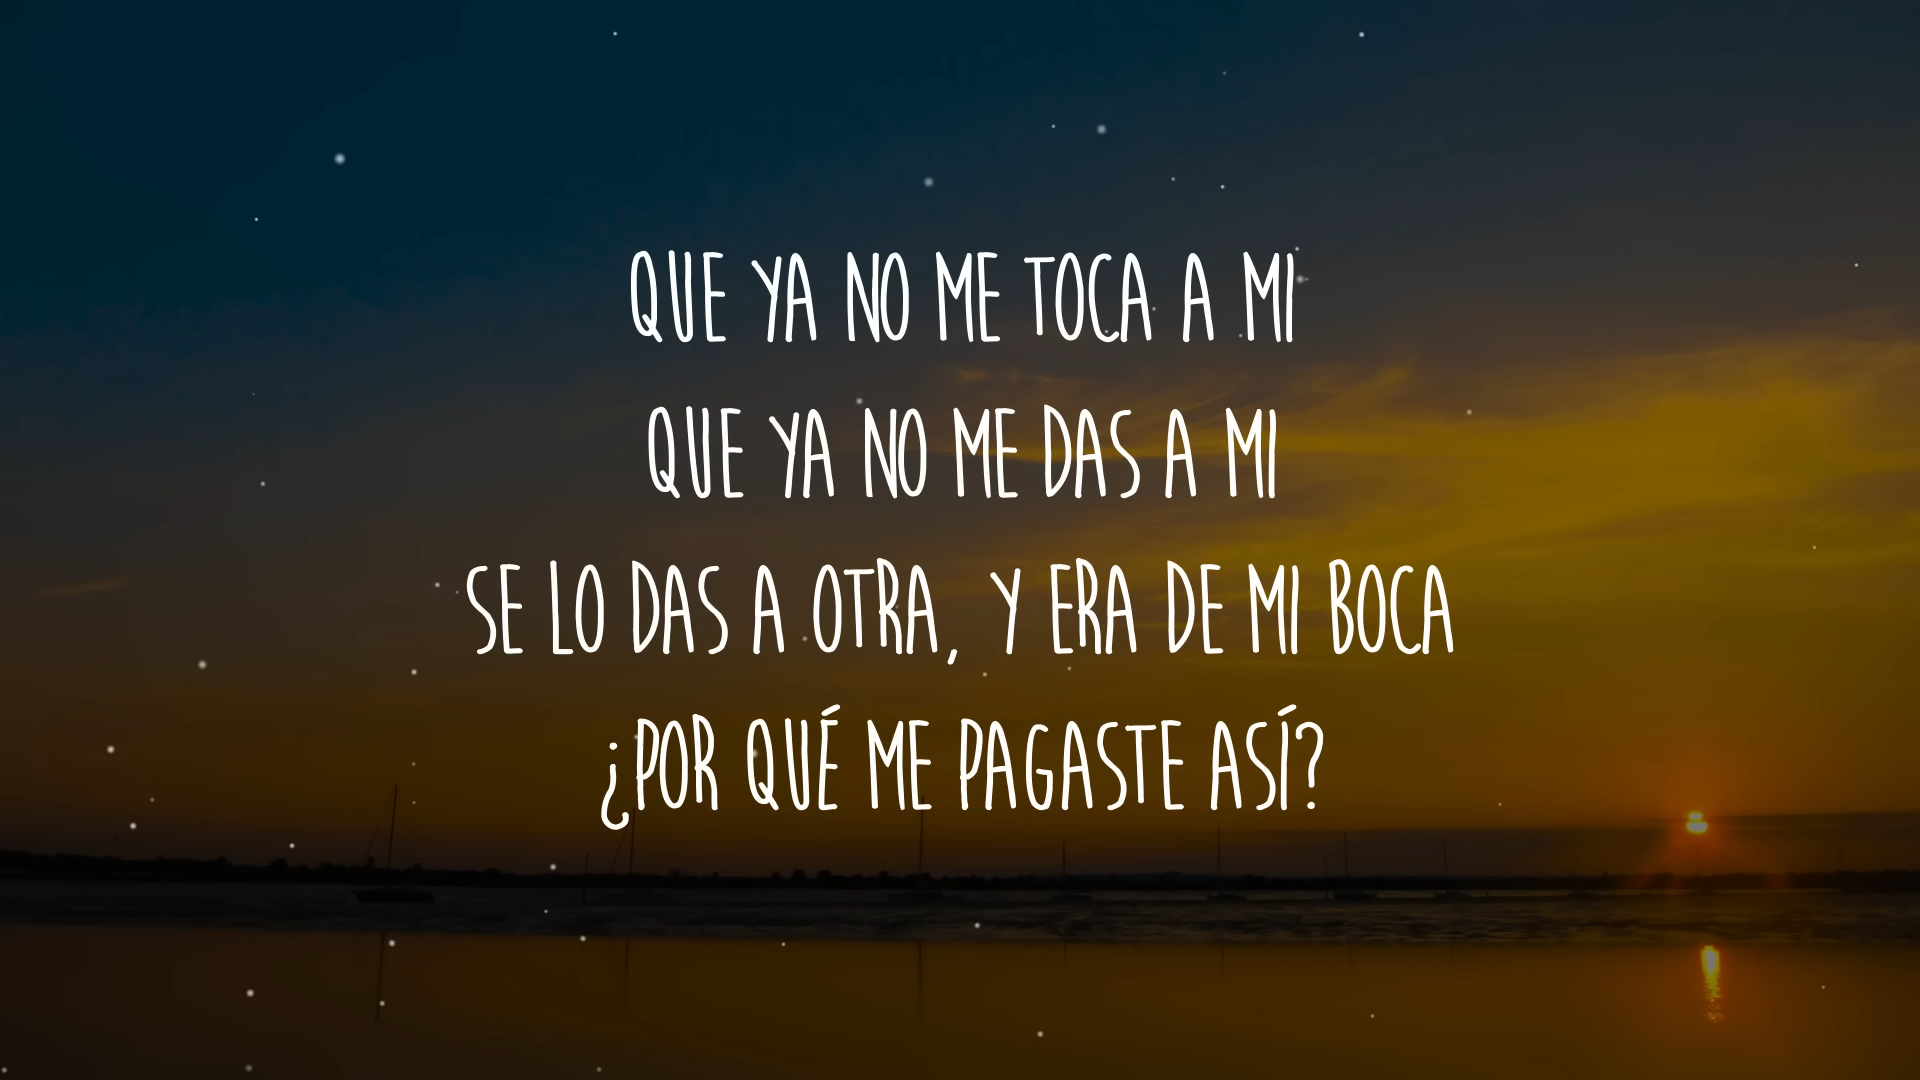 QUE YA NO ME TOCA A MI
QUE YA NO ME DAS A MI
SE LO DAS A OTRA, Y ERA DE MI BOCA
¿POR QUÉ ME PAGASTE ASÍ?